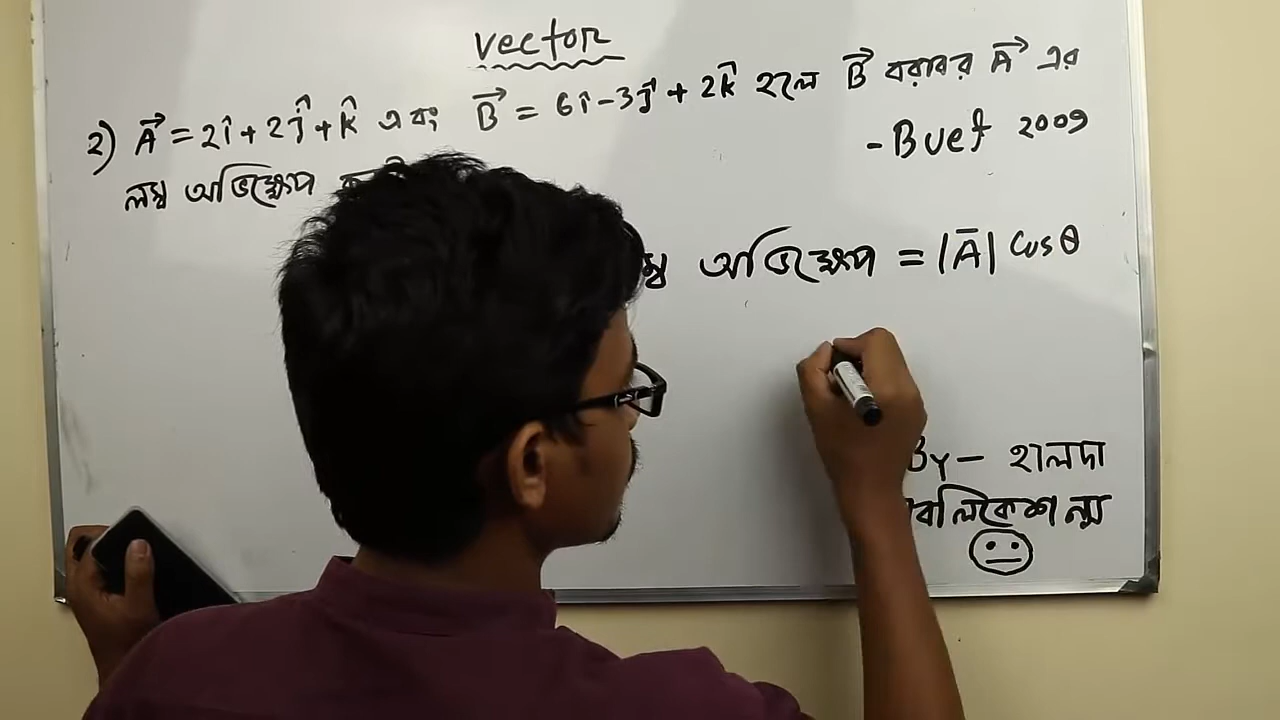 vector
2) A→ = 2î + 2ĵ + k̂ এবং B→ = 6î - 3ĵ + 2k̂ হলে B→ বরাবর A→ এর
লম্ব অভিক্ষেপ
- Buet 2009
অভিক্ষেপ = |Ā| Cosθ
By - হালদা